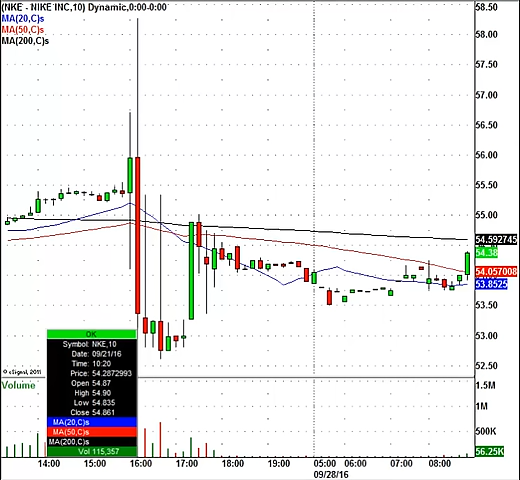 (NKE - NIKE INC,10) Dynamic,0:00-0:00
MA(20,C)s
MA(50,C)s
MA(200,C)s
58.50
58.00
57.50
57.00
56.50
56.00
55.50
55.00
54.592745
54.38
54.057008
53.8525
53.50
53.00
52.50
OK
Symbol: NKE,10
Date: 09/21/16
Time: 10:20
Price: 54.2872993
Open 54.87
High 54.90
Low 54.835
Close 54.861
MA(20,C)s
MA(50,C)s
MA(200,C)s
Vol 115,357
© eSignal, 2011
Volume
1.5M
1M
500K
56.25K
14:00 15:00 16:00 17:00 18:00 19:00 05:00 06:00 07:00 08:00
09/28/16